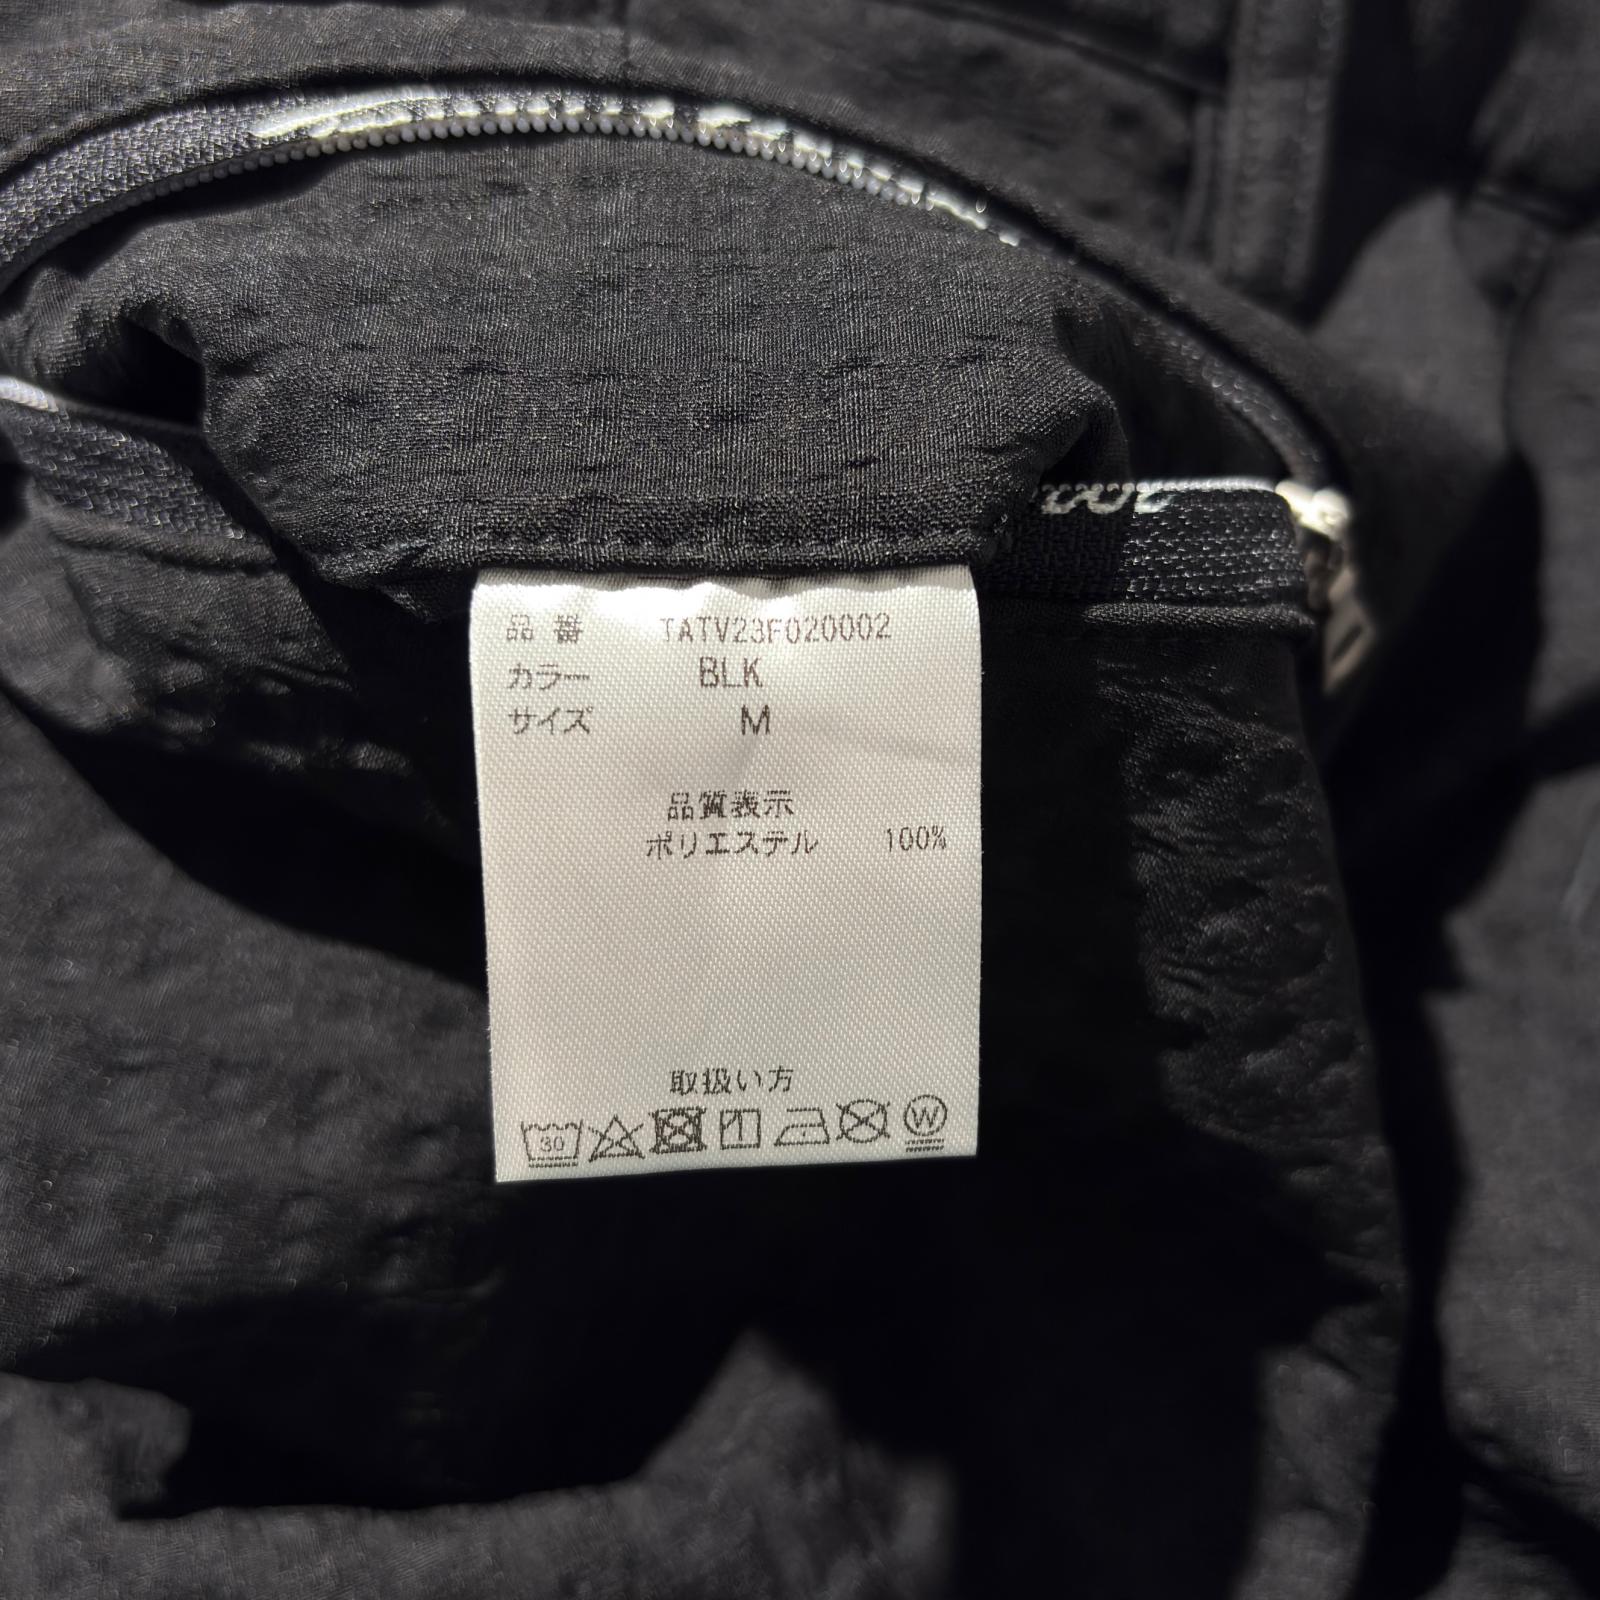 品番 TATV23F020002
カラー BLK
サイズ M
品質表示
ポリエステル 100%
取扱い方
30 W